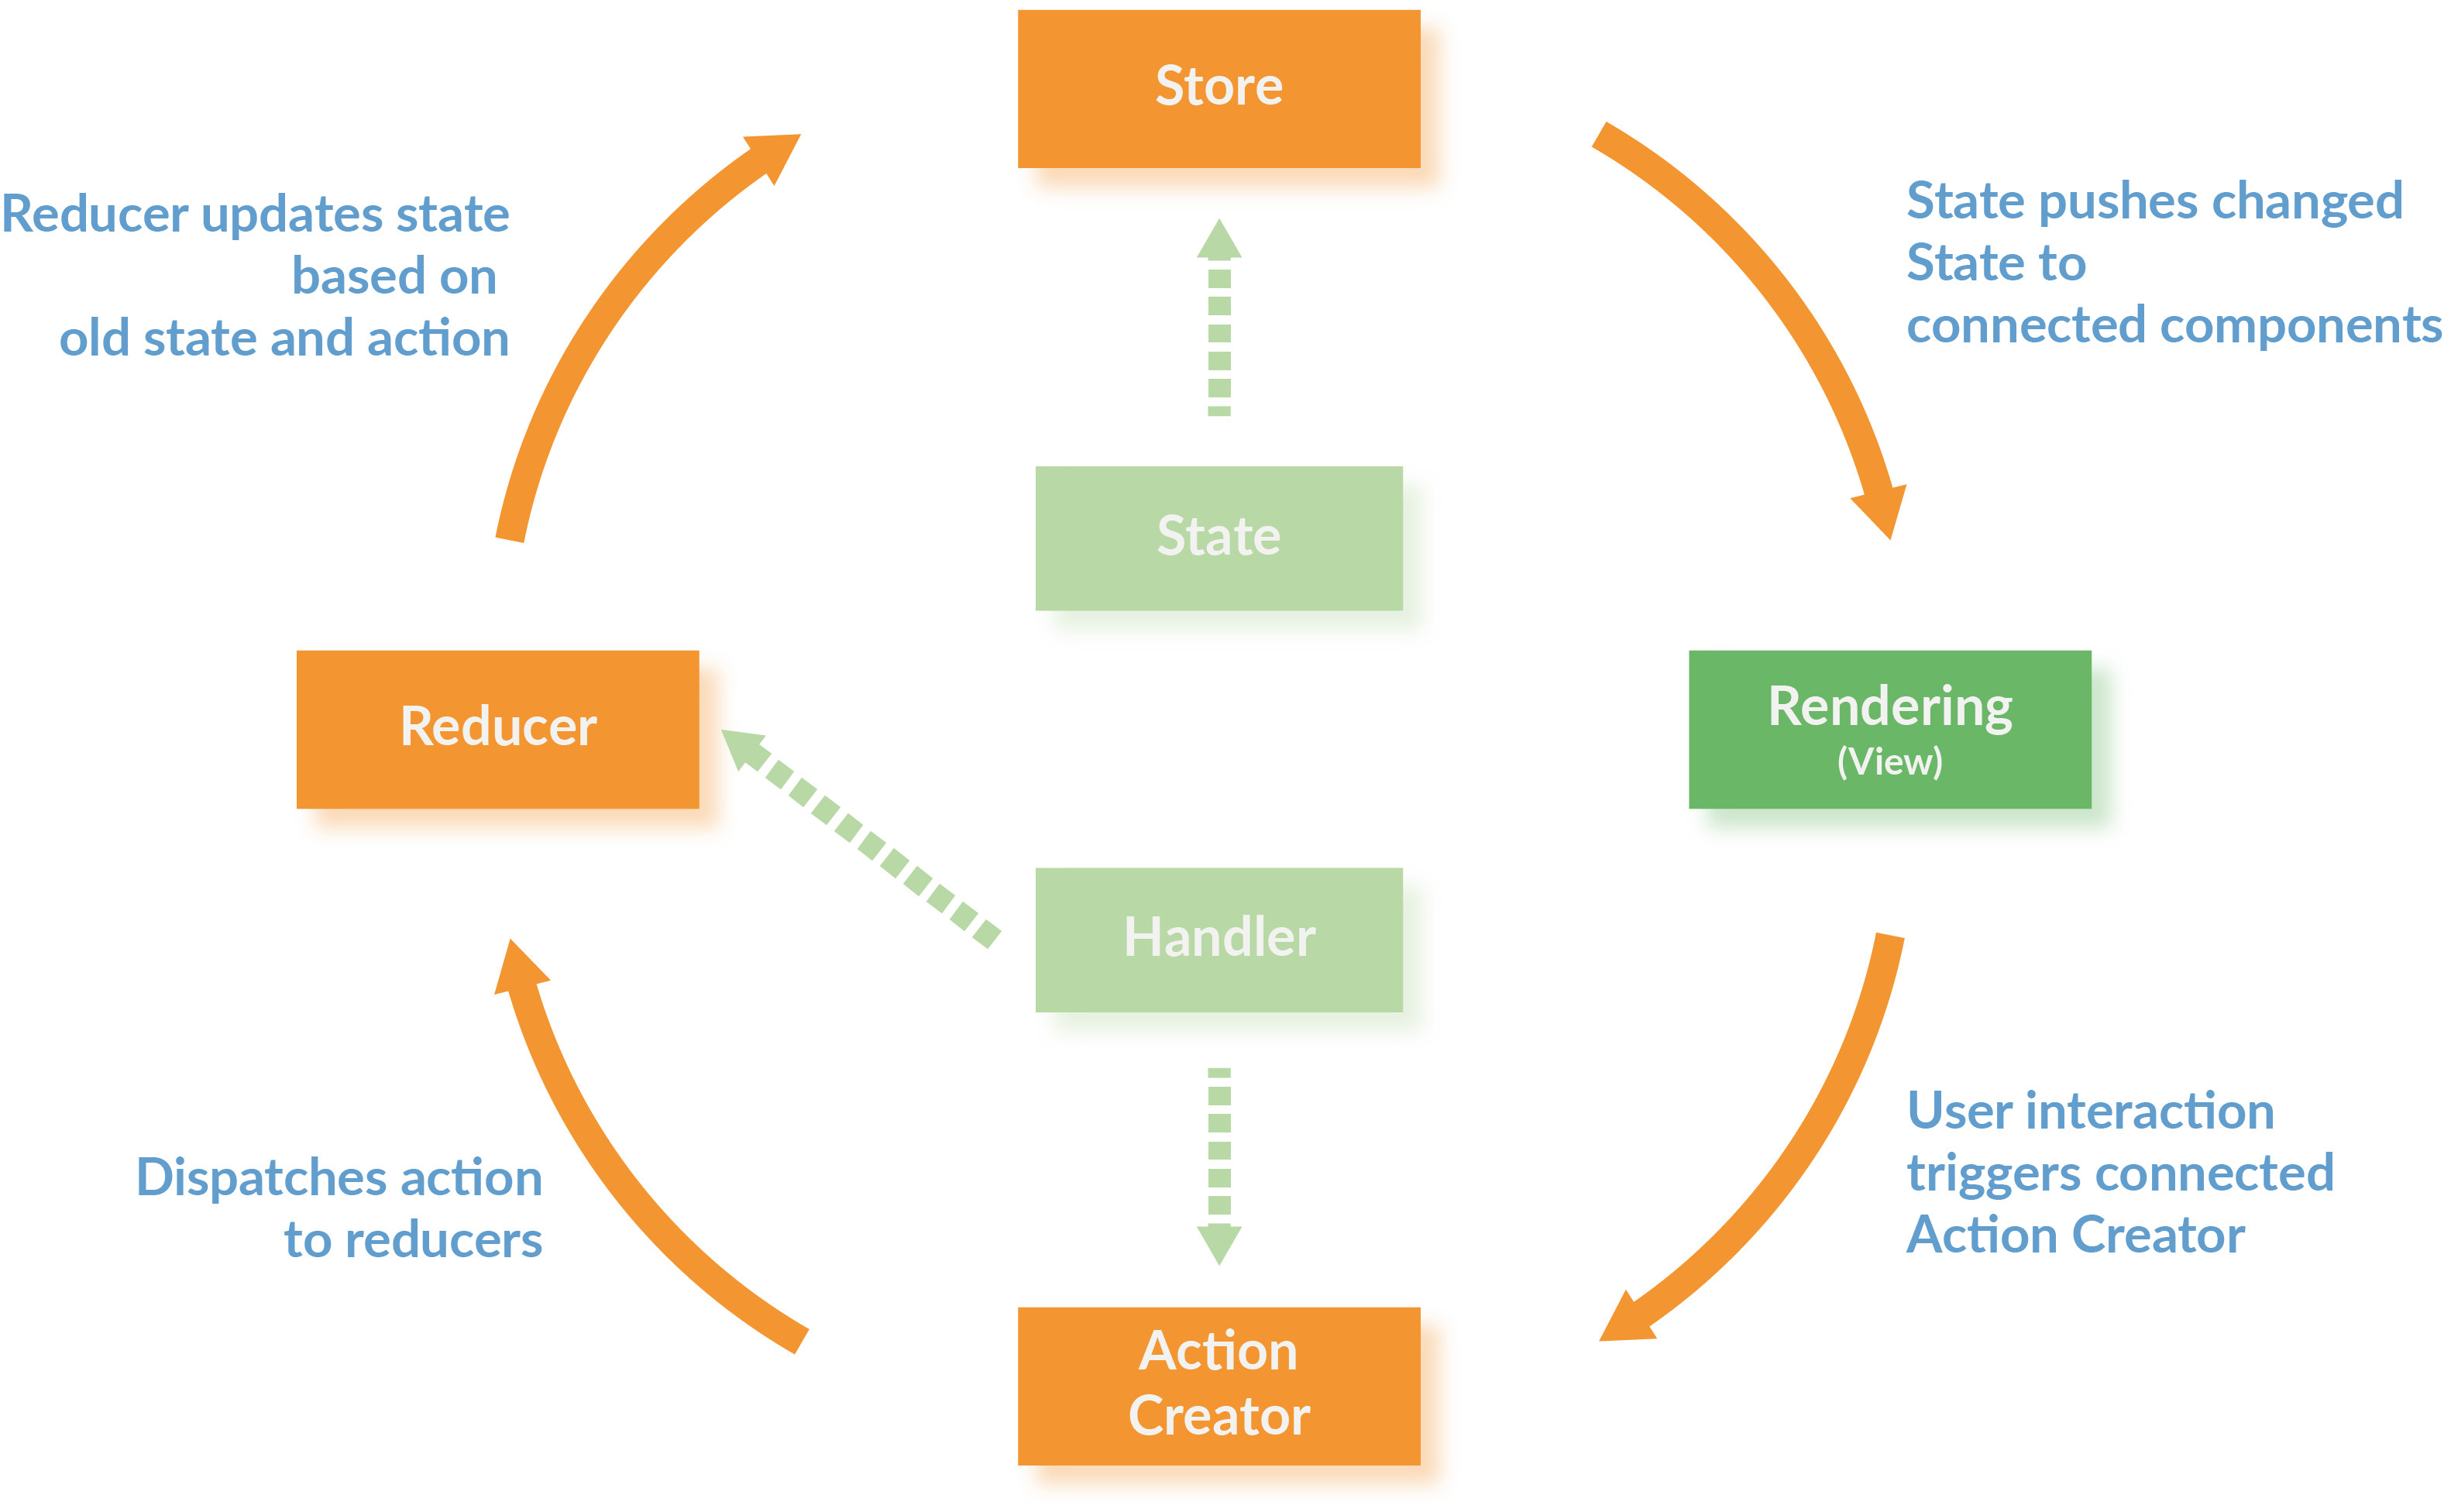 Store
Reducer updates state
based on
old state and action
State pushes changed
State to
connected components
State
Reducer
Rendering
(View)
Handler
Dispatches action
to reducers
User interaction
triggers connected
Action Creator
Action
Creator